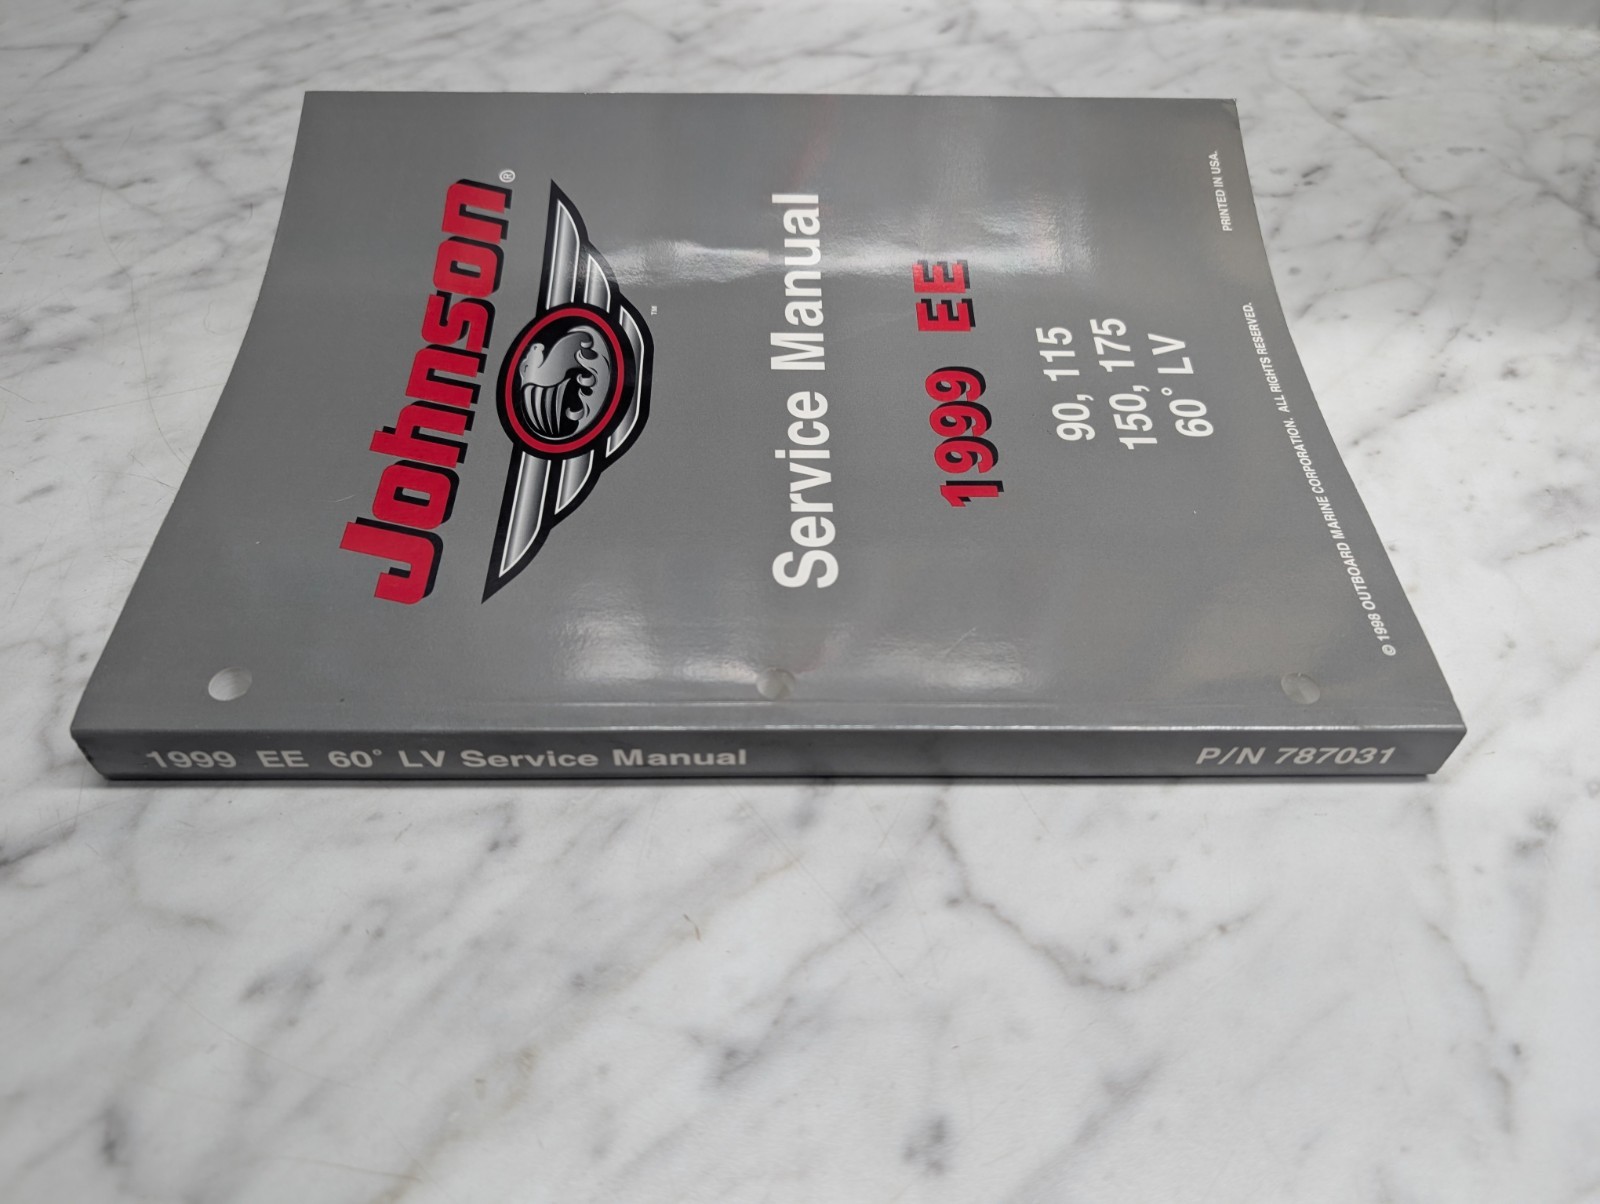 Johnson®
™
Service Manual
1999 EE
90, 115
150, 175
60° LV
© 1998 OUTBOARD MARINE CORPORATION. ALL RIGHTS RESERVED.
PRINTED IN USA.
1999 EE 60° LV Service Manual
P/N 787031